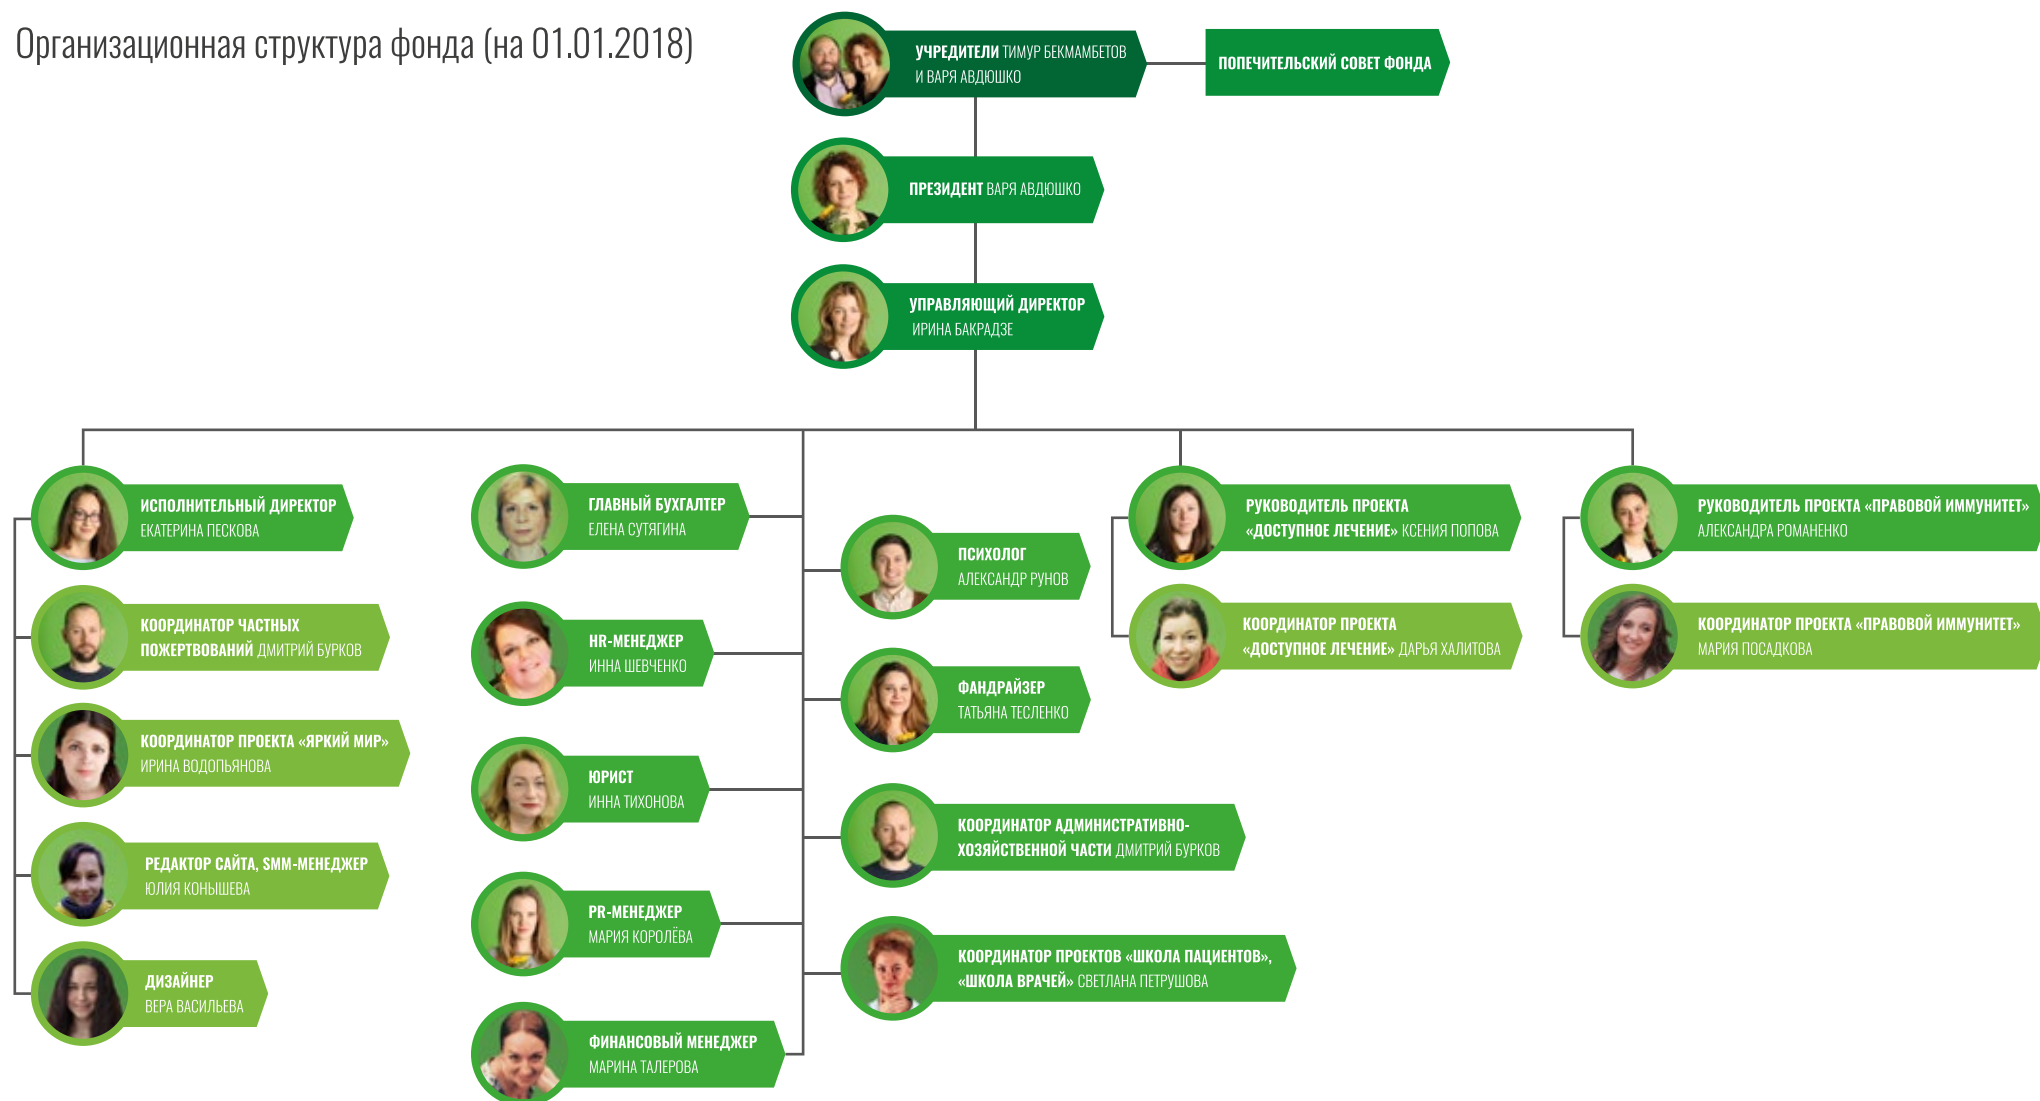 Организационная структура фонда (на 01.01.2018)
УЧРЕДИТЕЛИ ТИМУР БЕКМАМБЕТОВ
И ВАРЯ АВДЮШКО
ПОПЕЧИТЕЛЬСКИЙ СОВЕТ ФОНДА
ПРЕЗИДЕНТ ВАРЯ АВДЮШКО
УПРАВЛЯЮЩИЙ ДИРЕКТОР
ИРИНА БАКРАДЗЕ
ИСПОЛНИТЕЛЬНЫЙ ДИРЕКТОР
ЕКАТЕРИНА ПЕСКОВА
КООРДИНАТОР ЧАСТНЫХ
ПОЖЕРТВОВАНИЙ ДМИТРИЙ БУРКОВ
КООРДИНАТОР ПРОЕКТА «ЯРКИЙ МИР»
ИРИНА ВОДОПЬЯНОВА
РЕДАКТОР САЙТА, SMM-МЕНЕДЖЕР
ЮЛИЯ КОНЫШЕВА
ДИЗАЙНЕР
ВЕРА ВАСИЛЬЕВА
ГЛАВНЫЙ БУХГАЛТЕР
ЕЛЕНА СУТЯГИНА
HR-МЕНЕДЖЕР
ИННА ШЕВЧЕНКО
ЮРИСТ
ИННА ТИХОНОВА
PR-МЕНЕДЖЕР
МАРИЯ КОРОЛЁВА
ФИНАНСОВЫЙ МЕНЕДЖЕР
МАРИНА ТАЛЕРОВА
ПСИХОЛОГ
АЛЕКСАНДР РУНОВ
ФАНДРАЙЗЕР
ТАТЬЯНА ТЕСЛЕНКО
КООРДИНАТОР АДМИНИСТРАТИВНО-
ХОЗЯЙСТВЕННОЙ ЧАСТИ ДМИТРИЙ БУРКОВ
КООРДИНАТОР ПРОЕКТОВ «ШКОЛА ПАЦИЕНТОВ»,
«ШКОЛА ВРАЧЕЙ» СВЕТЛАНА ПЕТРУШОВА
РУКОВОДИТЕЛЬ ПРОЕКТА
«ДОСТУПНОЕ ЛЕЧЕНИЕ» КСЕНИЯ ПОПОВА
КООРДИНАТОР ПРОЕКТА
«ДОСТУПНОЕ ЛЕЧЕНИЕ» ДАРЬЯ ХАЛИТОВА
РУКОВОДИТЕЛЬ ПРОЕКТА «ПРАВОВОЙ ИММУНИТЕТ»
АЛЕКСАНДРА РОМАНЕНКО
КООРДИНАТОР ПРОЕКТА «ПРАВОВОЙ ИММУНИТЕТ»
МАРИЯ ПОСАДКОВА